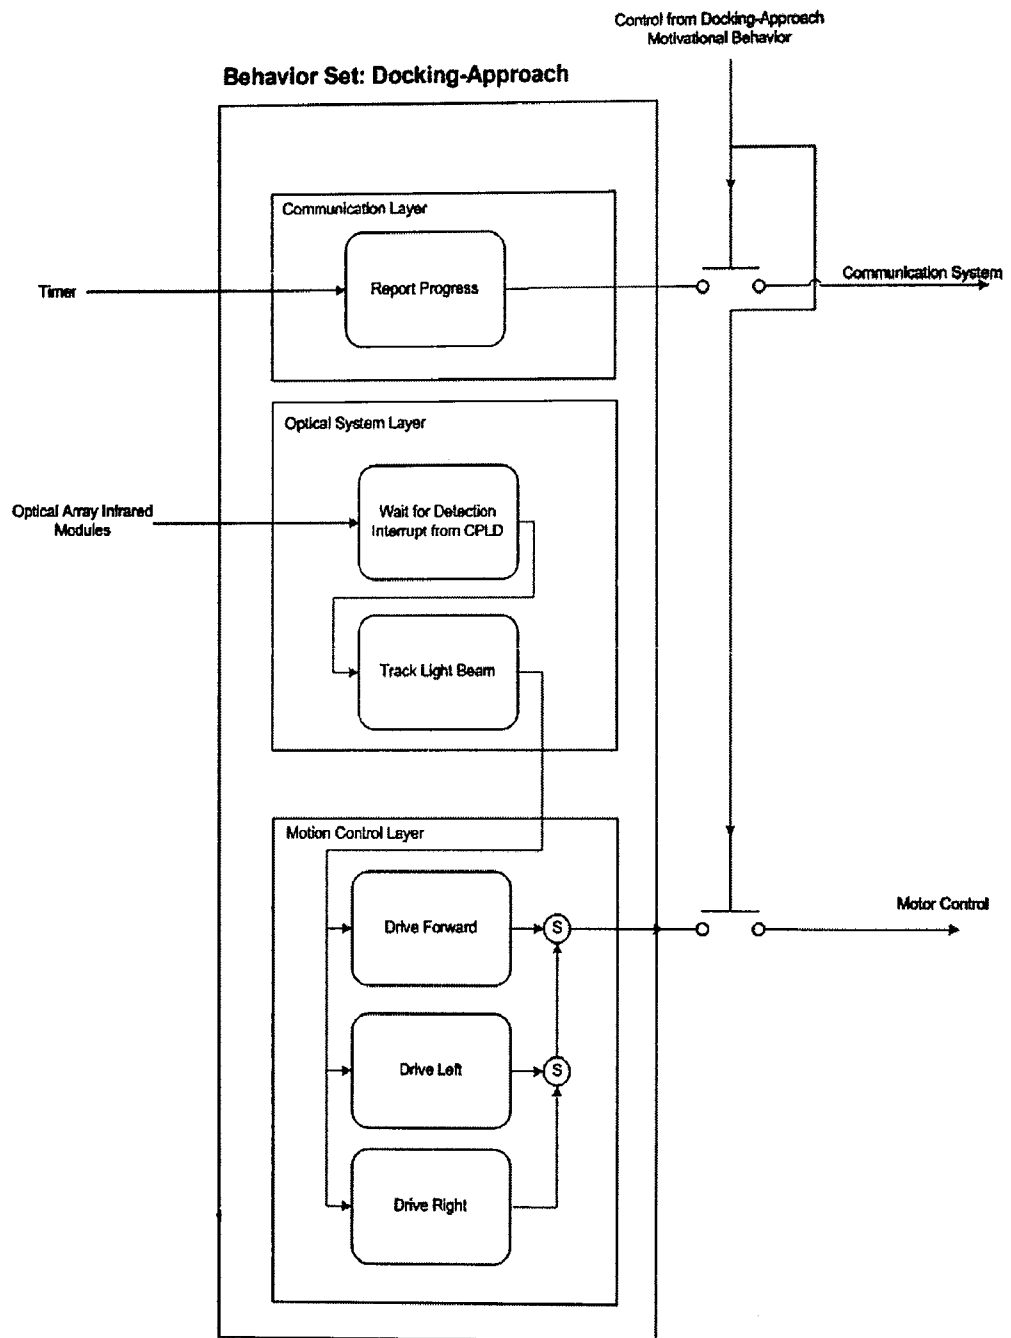 Control from Docking-Approach
Motivational Behavior
Behavior Set: Docking-Approach
Communication Layer
Timer
Report Progress
Communication System
Optical System Layer
Optical Array Infrared
Modules
Wait for Detection
Interrupt from CPLD
Track Light Beam
Motion Control Layer
Drive Forward
S
Motor Control
Drive Left
S
Drive Right